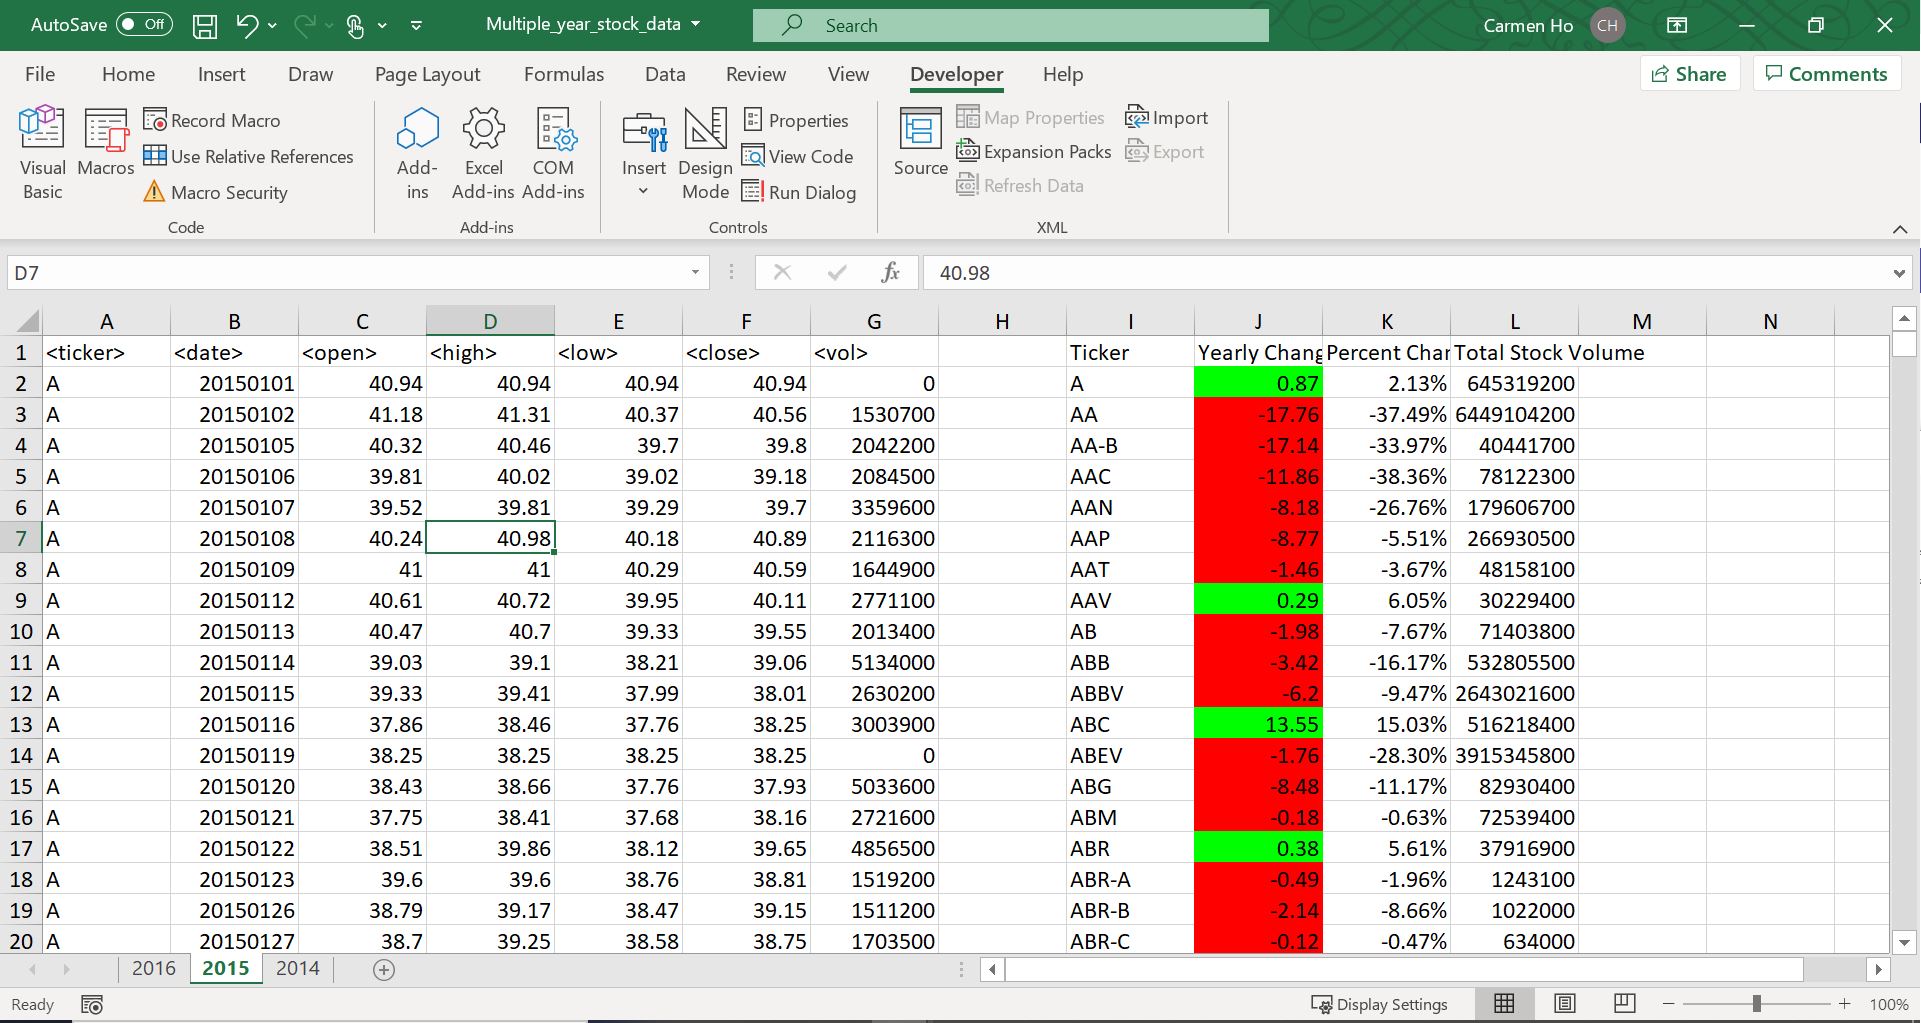 AutoSave Off Multiple_year_stock_data Search Carmen Ho CH
File Home Insert Draw Page Layout Formulas Data Review View Developer Help Share Comments
Visual Basic
Macros
Record Macro
Use Relative References
Macro Security
Code
Add-ins
Excel Add-ins
COM Add-ins
Add-ins
Insert
Design Mode
Properties
View Code
Run Dialog
Controls
Source
Map Properties
Expansion Packs
Refresh Data
Import
Export
XML
D7 fx 40.98
A B C D E F G H I J K L M N
1 <ticker> <date> <open> <high> <low> <close> <vol> Ticker Yearly Chang Percent Char Total Stock Volume
2 A 20150101 40.94 40.94 40.94 40.94 0 A 0.87 2.13% 645319200
3 A 20150102 41.18 41.31 40.37 40.56 1530700 AA -17.76 -37.49% 6449104200
4 A 20150105 40.32 40.46 39.7 39.8 2042200 AA-B -17.14 -33.97% 40441700
5 A 20150106 39.81 40.02 39.02 39.18 2084500 AAC -11.86 -38.36% 78122300
6 A 20150107 39.52 39.81 39.29 39.7 3359600 AAN -8.18 -26.76% 179606700
7 A 20150108 40.24 40.98 40.18 40.89 2116300 AAP -8.77 -5.51% 266930500
8 A 20150109 41 41 40.29 40.59 1644900 AAT -1.46 -3.67% 48158100
9 A 20150112 40.61 40.72 39.95 40.11 2771100 AAV 0.29 6.05% 30229400
10 A 20150113 40.47 40.7 39.33 39.55 2013400 AB -1.98 -7.67% 71403800
11 A 20150114 39.03 39.1 38.21 39.06 5134000 ABB -3.42 -16.17% 532805500
12 A 20150115 39.33 39.41 37.99 38.01 2630200 ABBV -6.2 -9.47% 2643021600
13 A 20150116 37.86 38.46 37.76 38.25 3003900 ABC 13.55 15.03% 516218400
14 A 20150119 38.25 38.25 38.25 38.25 0 ABEV -1.76 -28.30% 3915345800
15 A 20150120 38.43 38.66 37.76 37.93 5033600 ABG -8.48 -11.17% 82930400
16 A 20150121 37.75 38.41 37.68 38.16 2721600 ABM -0.18 -0.63% 72539400
17 A 20150122 38.51 39.86 38.12 39.65 4856500 ABR 0.38 5.61% 37916900
18 A 20150123 39.6 39.6 38.76 38.81 1519200 ABR-A -0.49 -1.96% 1243100
19 A 20150126 38.79 39.17 38.47 39.15 1511200 ABR-B -2.14 -8.66% 1022000
20 A 20150127 38.7 39.25 38.58 38.75 1703500 ABR-C -0.12 -0.47% 634000
2016 2015 2014
Ready Display Settings 100%